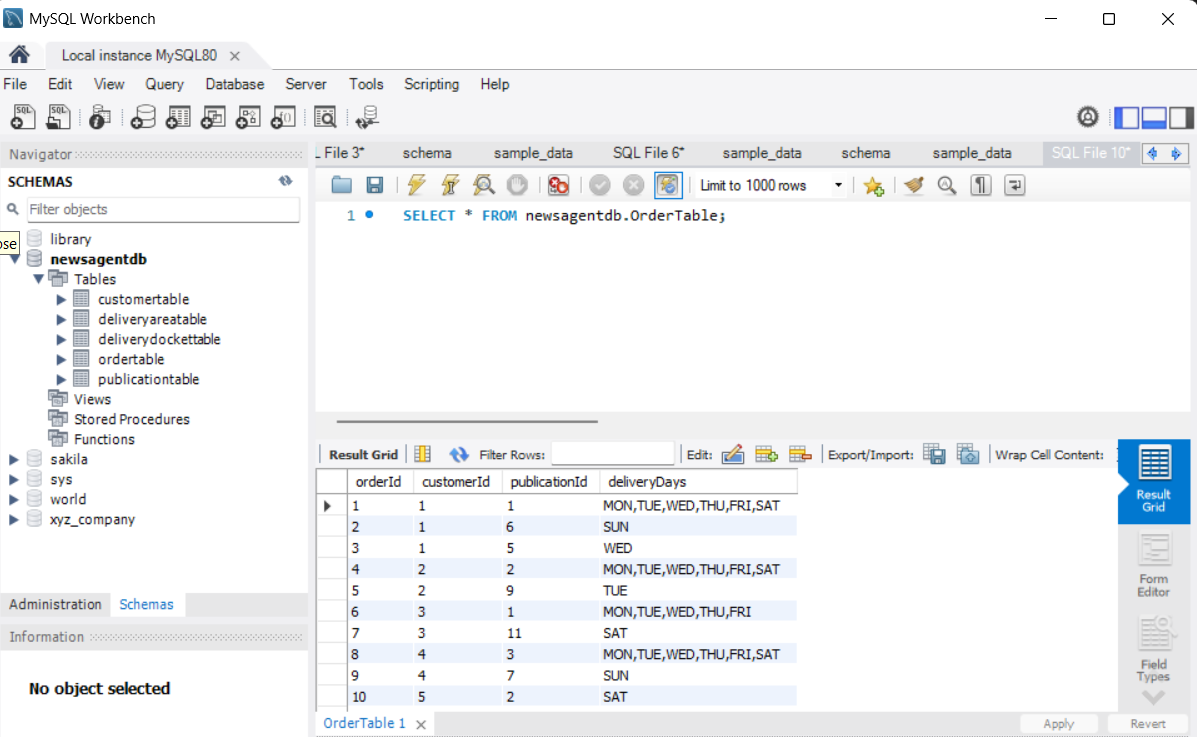 MySQL Workbench
Local instance MySQL80
File Edit View Query Database Server Tools Scripting Help
Navigator
SCHEMAS
Filter objects
library
ose
newsagentdb
Tables
customertable
deliveryareatable
deliverydockettable
ordertable
publicationtable
Views
Stored Procedures
Functions
sakila
sys
world
xyz_company
Administration Schemas
Information
No object selected
L File 3* schema sample_data SQL File 6* sample_data schema sample_data SQL File 10*
Limit to 1000 rows
1 SELECT * FROM newsagentdb.OrderTable;
Result Grid Filter Rows: Edit: Export/Import: Wrap Cell Content:
orderId customerId publicationId deliveryDays
1 1 1 MON,TUE,WED,THU,FRI,SAT
2 1 6 SUN
3 1 5 WED
4 2 2 MON,TUE,WED,THU,FRI,SAT
5 2 9 TUE
6 3 1 MON,TUE,WED,THU,FRI
7 3 11 SAT
8 4 3 MON,TUE,WED,THU,FRI,SAT
9 4 7 SUN
10 5 2 SAT
Result
Grid
Form
Editor
Field
Types
OrderTable 1
Apply Revert